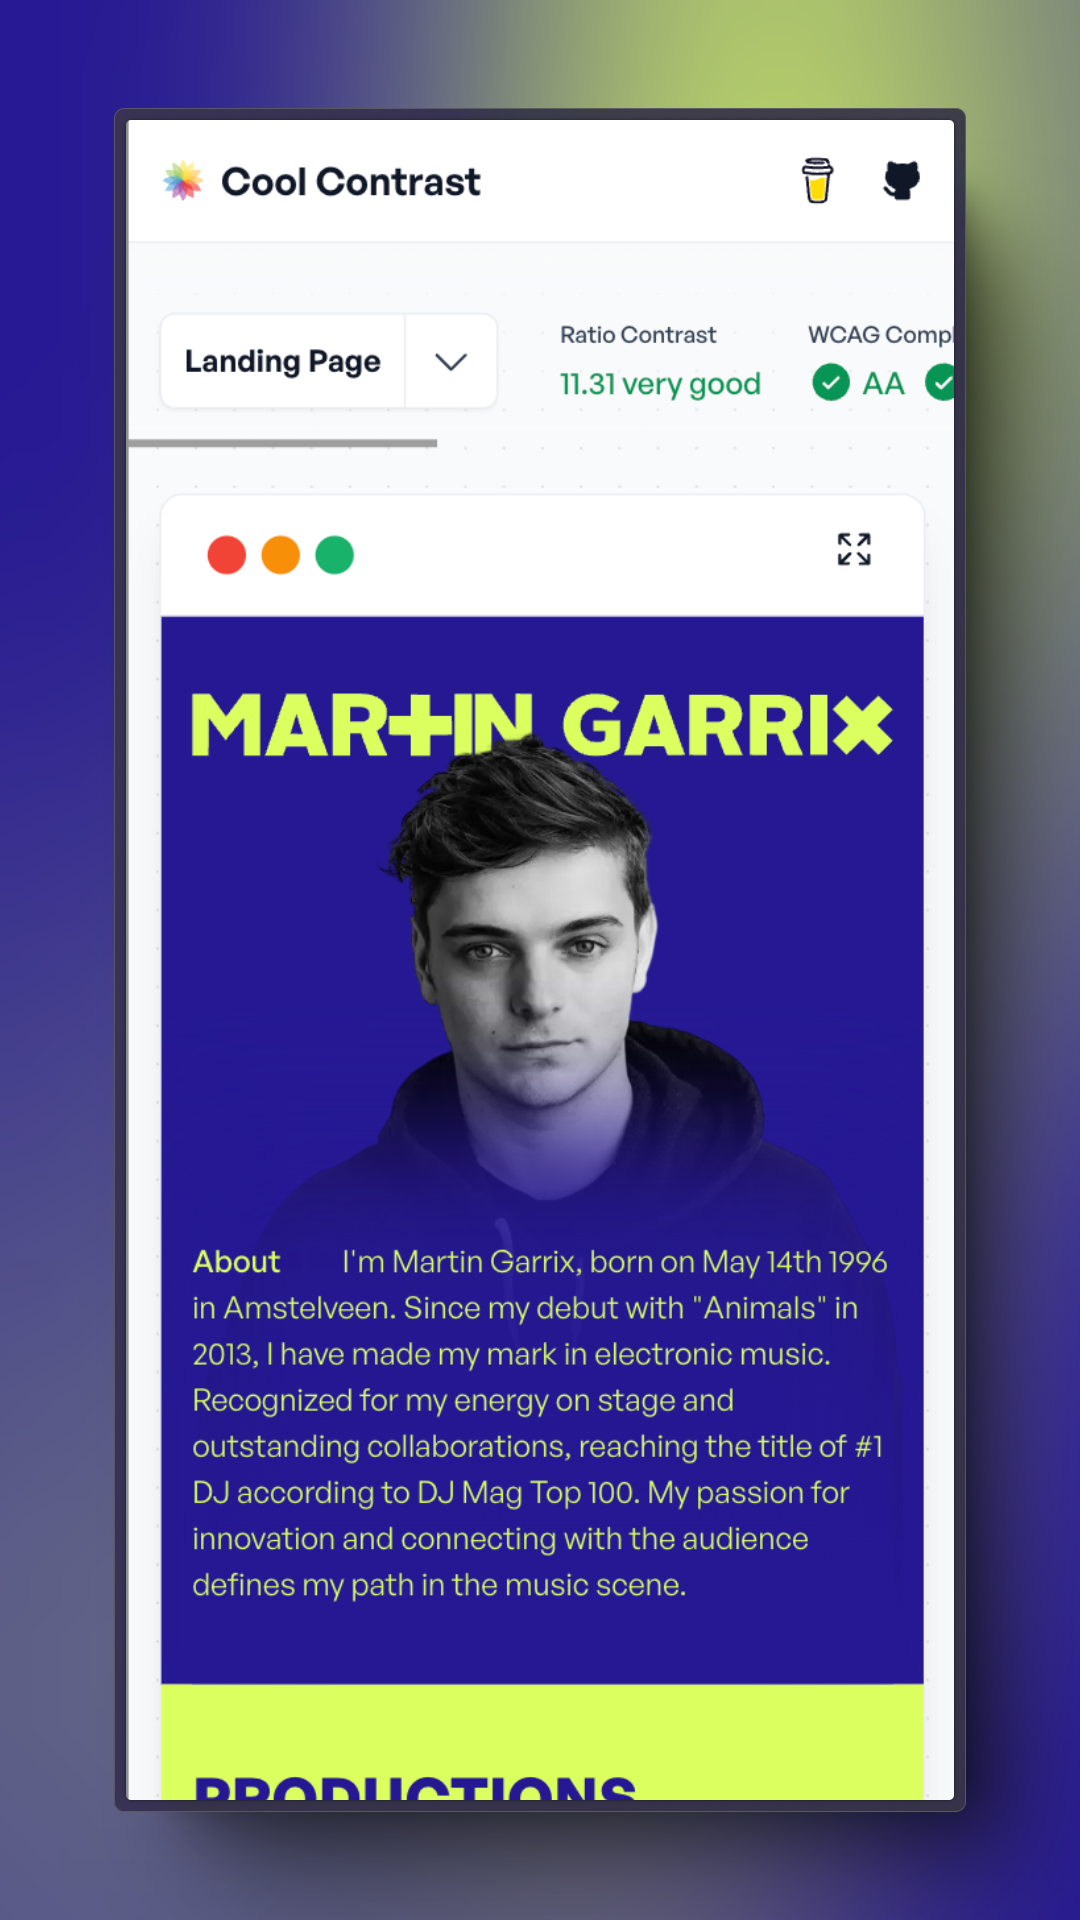 Cool Contrast
Landing Page
Ratio Contrast
11.31 very good
WCAG Compl
AA
MARTIN GARRIX
About I'm Martin Garrix, born on May 14th 1996
in Amstelveen. Since my debut with "Animals" in
2013, I have made my mark in electronic music.
Recognized for my energy on stage and
outstanding collaborations, reaching the title of #1
DJ according to DJ Mag Top 100. My passion for
innovation and connecting with the audience
defines my path in the music scene.
PRODUCTIONS